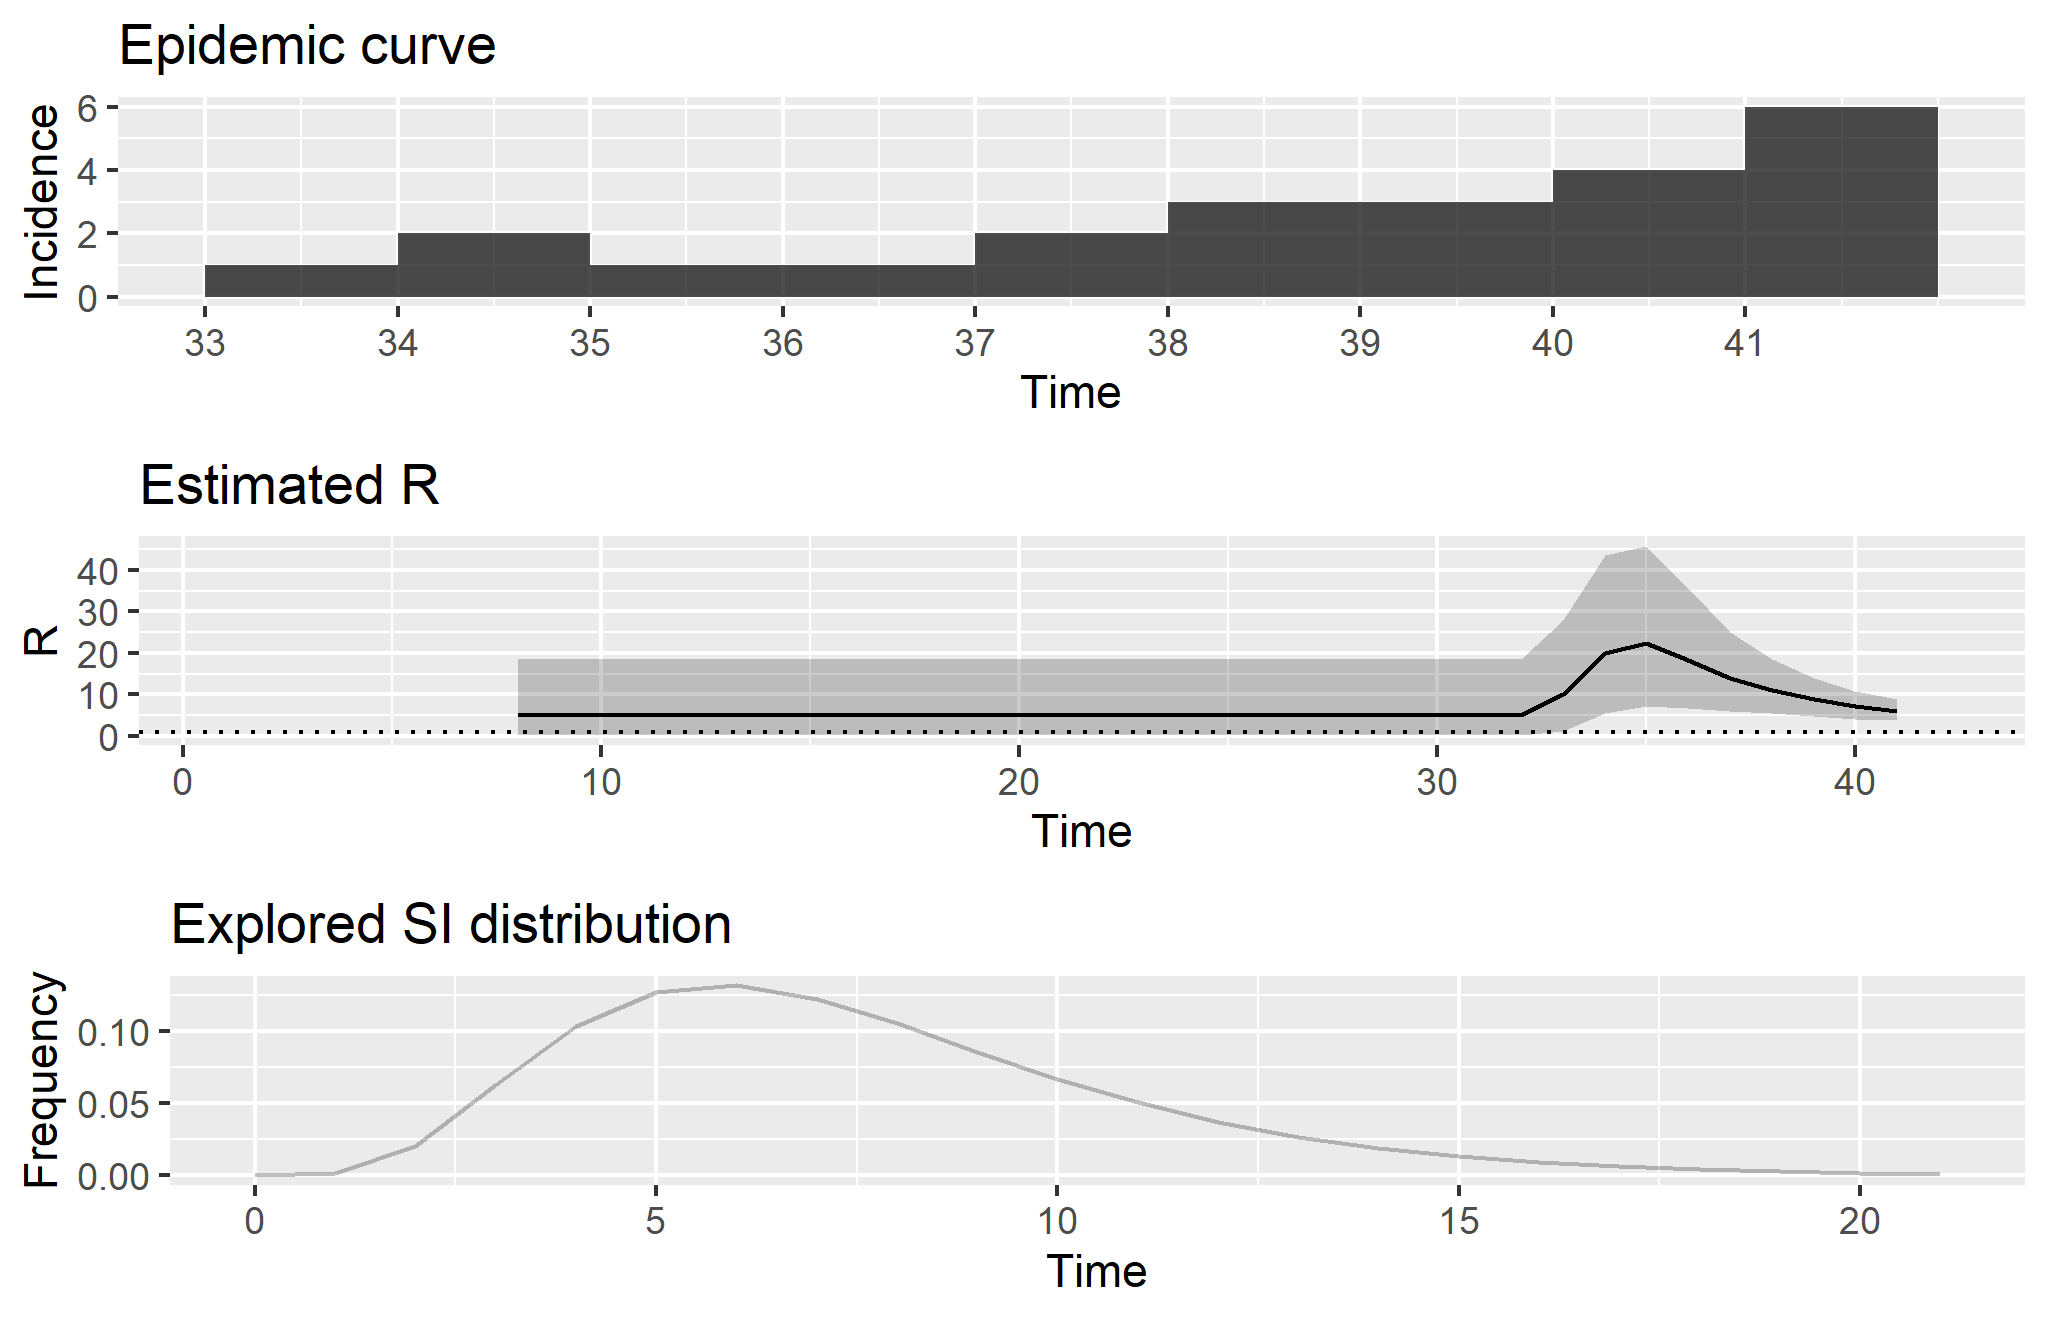 Epidemic curve
Incidence
6
4
2
0
33 34 35 36 37 38 39 40 41
Time
Estimated R
R
40
30
20
10
0
0 10 20 30 40
Time
Explored SI distribution
Frequency
0.10
0.05
0.00
0 5 10 15 20
Time